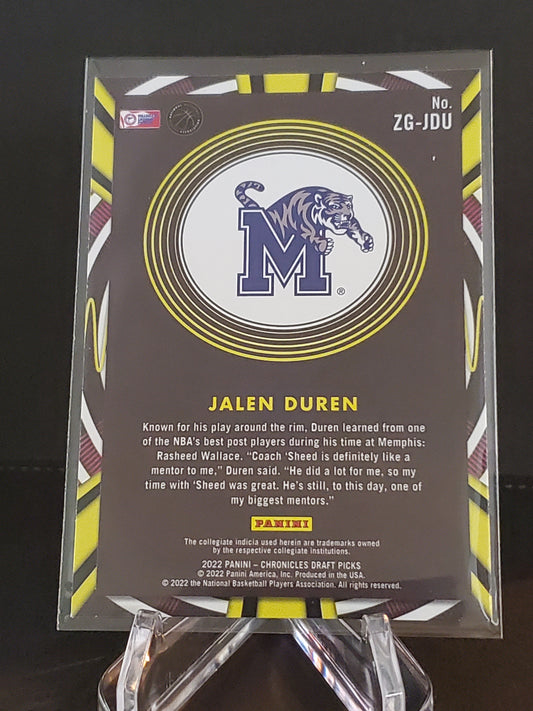 No.
ZG-JDU
M
®
JALEN DUREN
Known for his play around the rim, Duren learned from one
of the NBA's best post players during his time at Memphis:
Rasheed Wallace. “Coach ‘Sheed is definitely like a
mentor to me,” Duren said. “He did a lot for me, so my
time with ‘Sheed was great. He's still, to this day, one of
my biggest mentors.”
PANINI
The collegiate indicia used herein are trademarks owned
by the respective collegiate institutions.
2022 PANINI – CHRONICLES DRAFT PICKS
© 2022 Panini America, Inc. Produced in the USA.
© 2022 the National Basketball Players Association. All rights reserved.